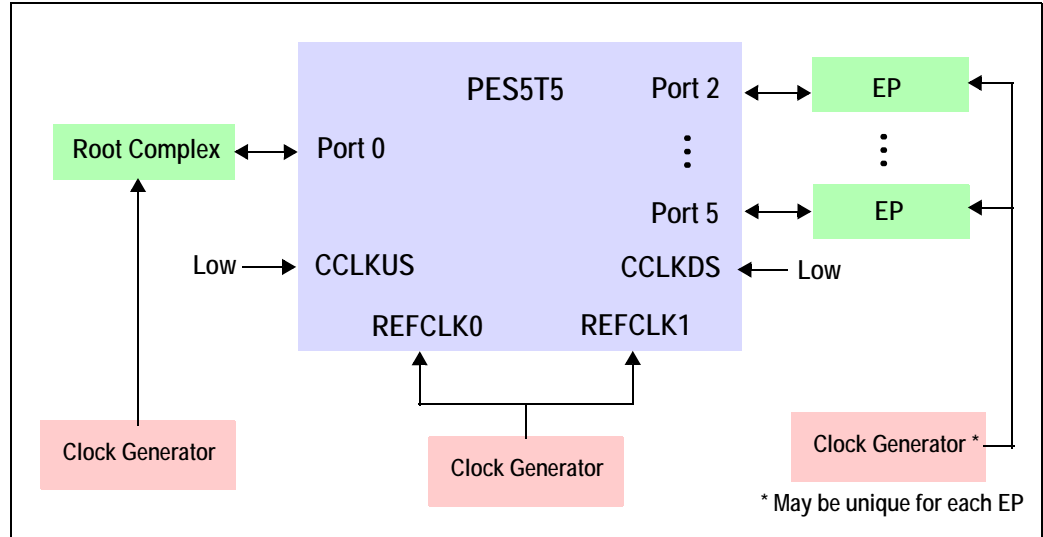 PES5T5
Port 2
EP
Root Complex
Port 0
Port 5
EP
Low
CCLKUS
CCLKDS
Low
REFCLK0
REFCLK1
Clock Generator
Clock Generator
Clock Generator *
* May be unique for each EP